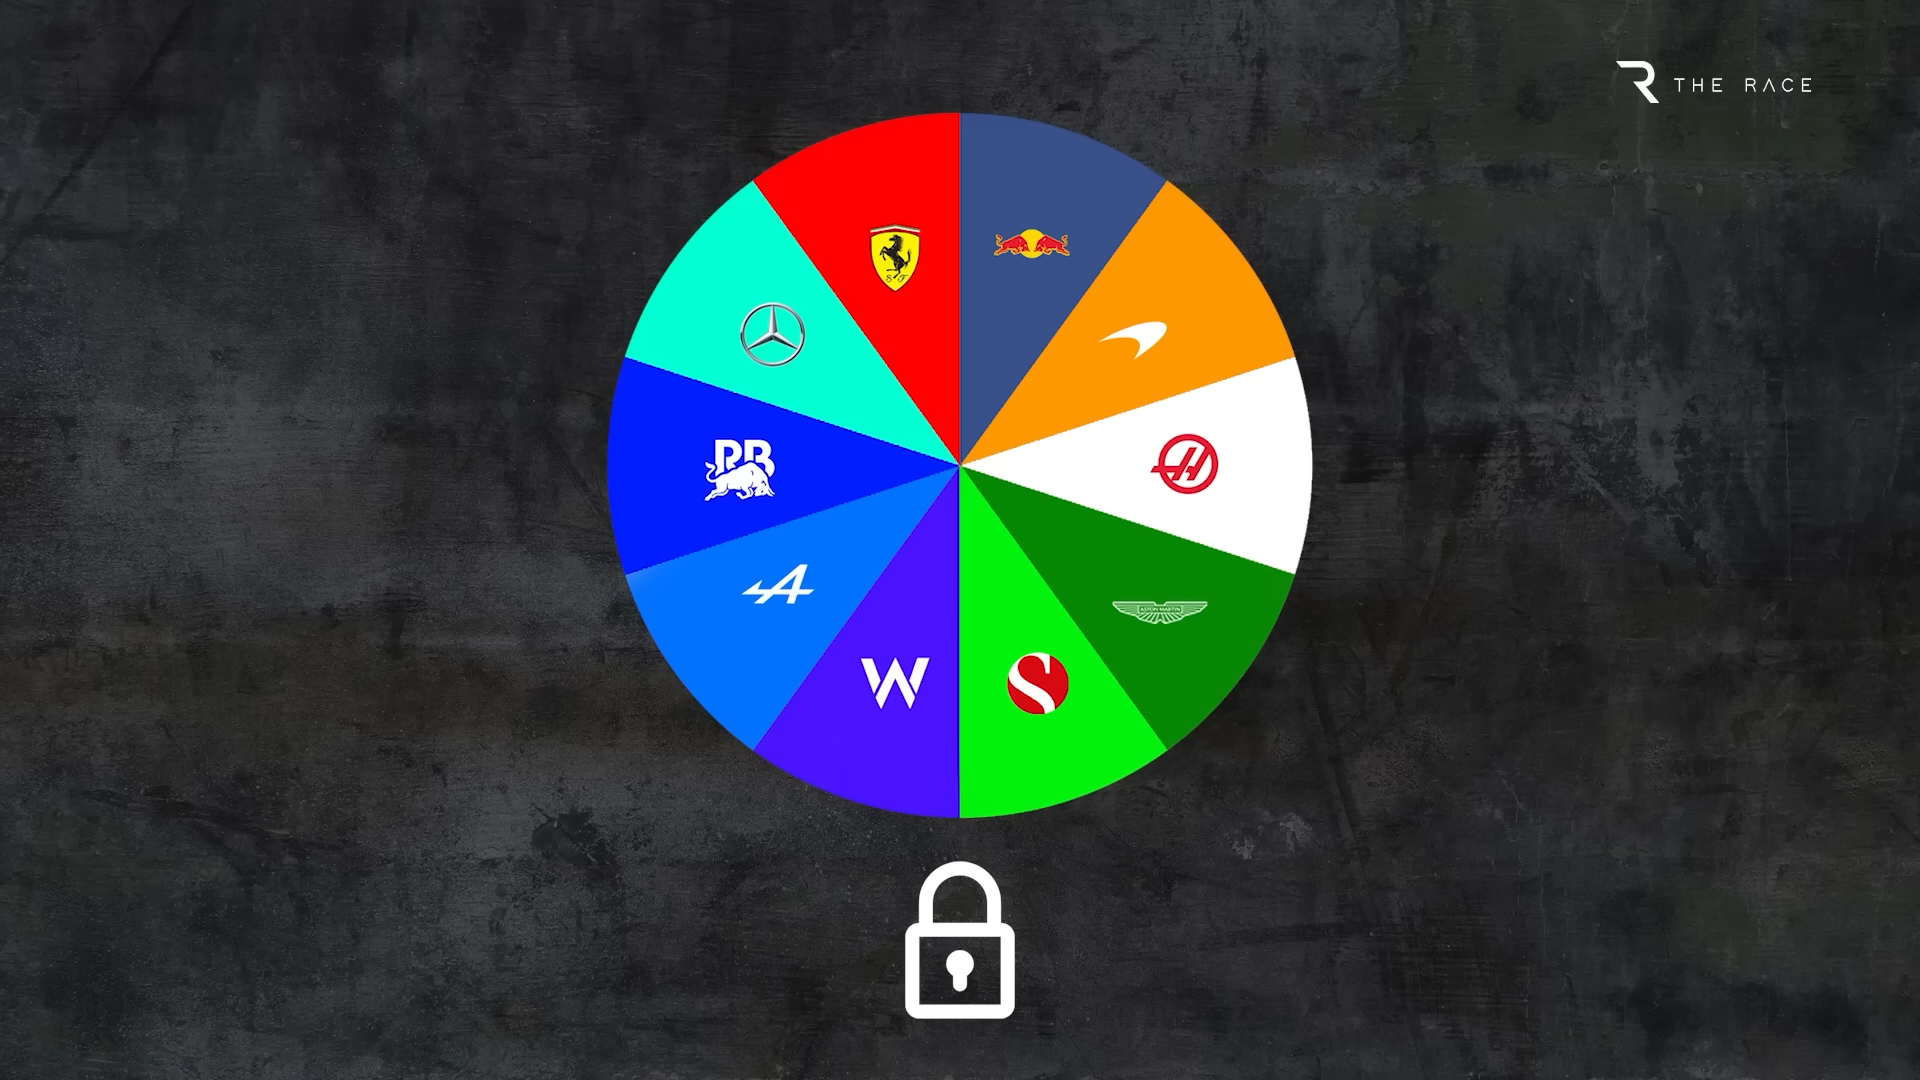 THE RACE
S F
RB
A
W
S
ASTON MARTIN